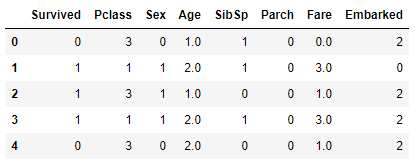 Survived Pclass Sex Age SibSp Parch Fare Embarked
0 0 3 0 1.0 1 0 0.0 2
1 1 1 1 2.0 1 0 3.0 0
2 1 3 1 1.0 0 0 1.0 2
3 1 1 1 2.0 1 0 3.0 2
4 0 3 0 2.0 0 0 1.0 2